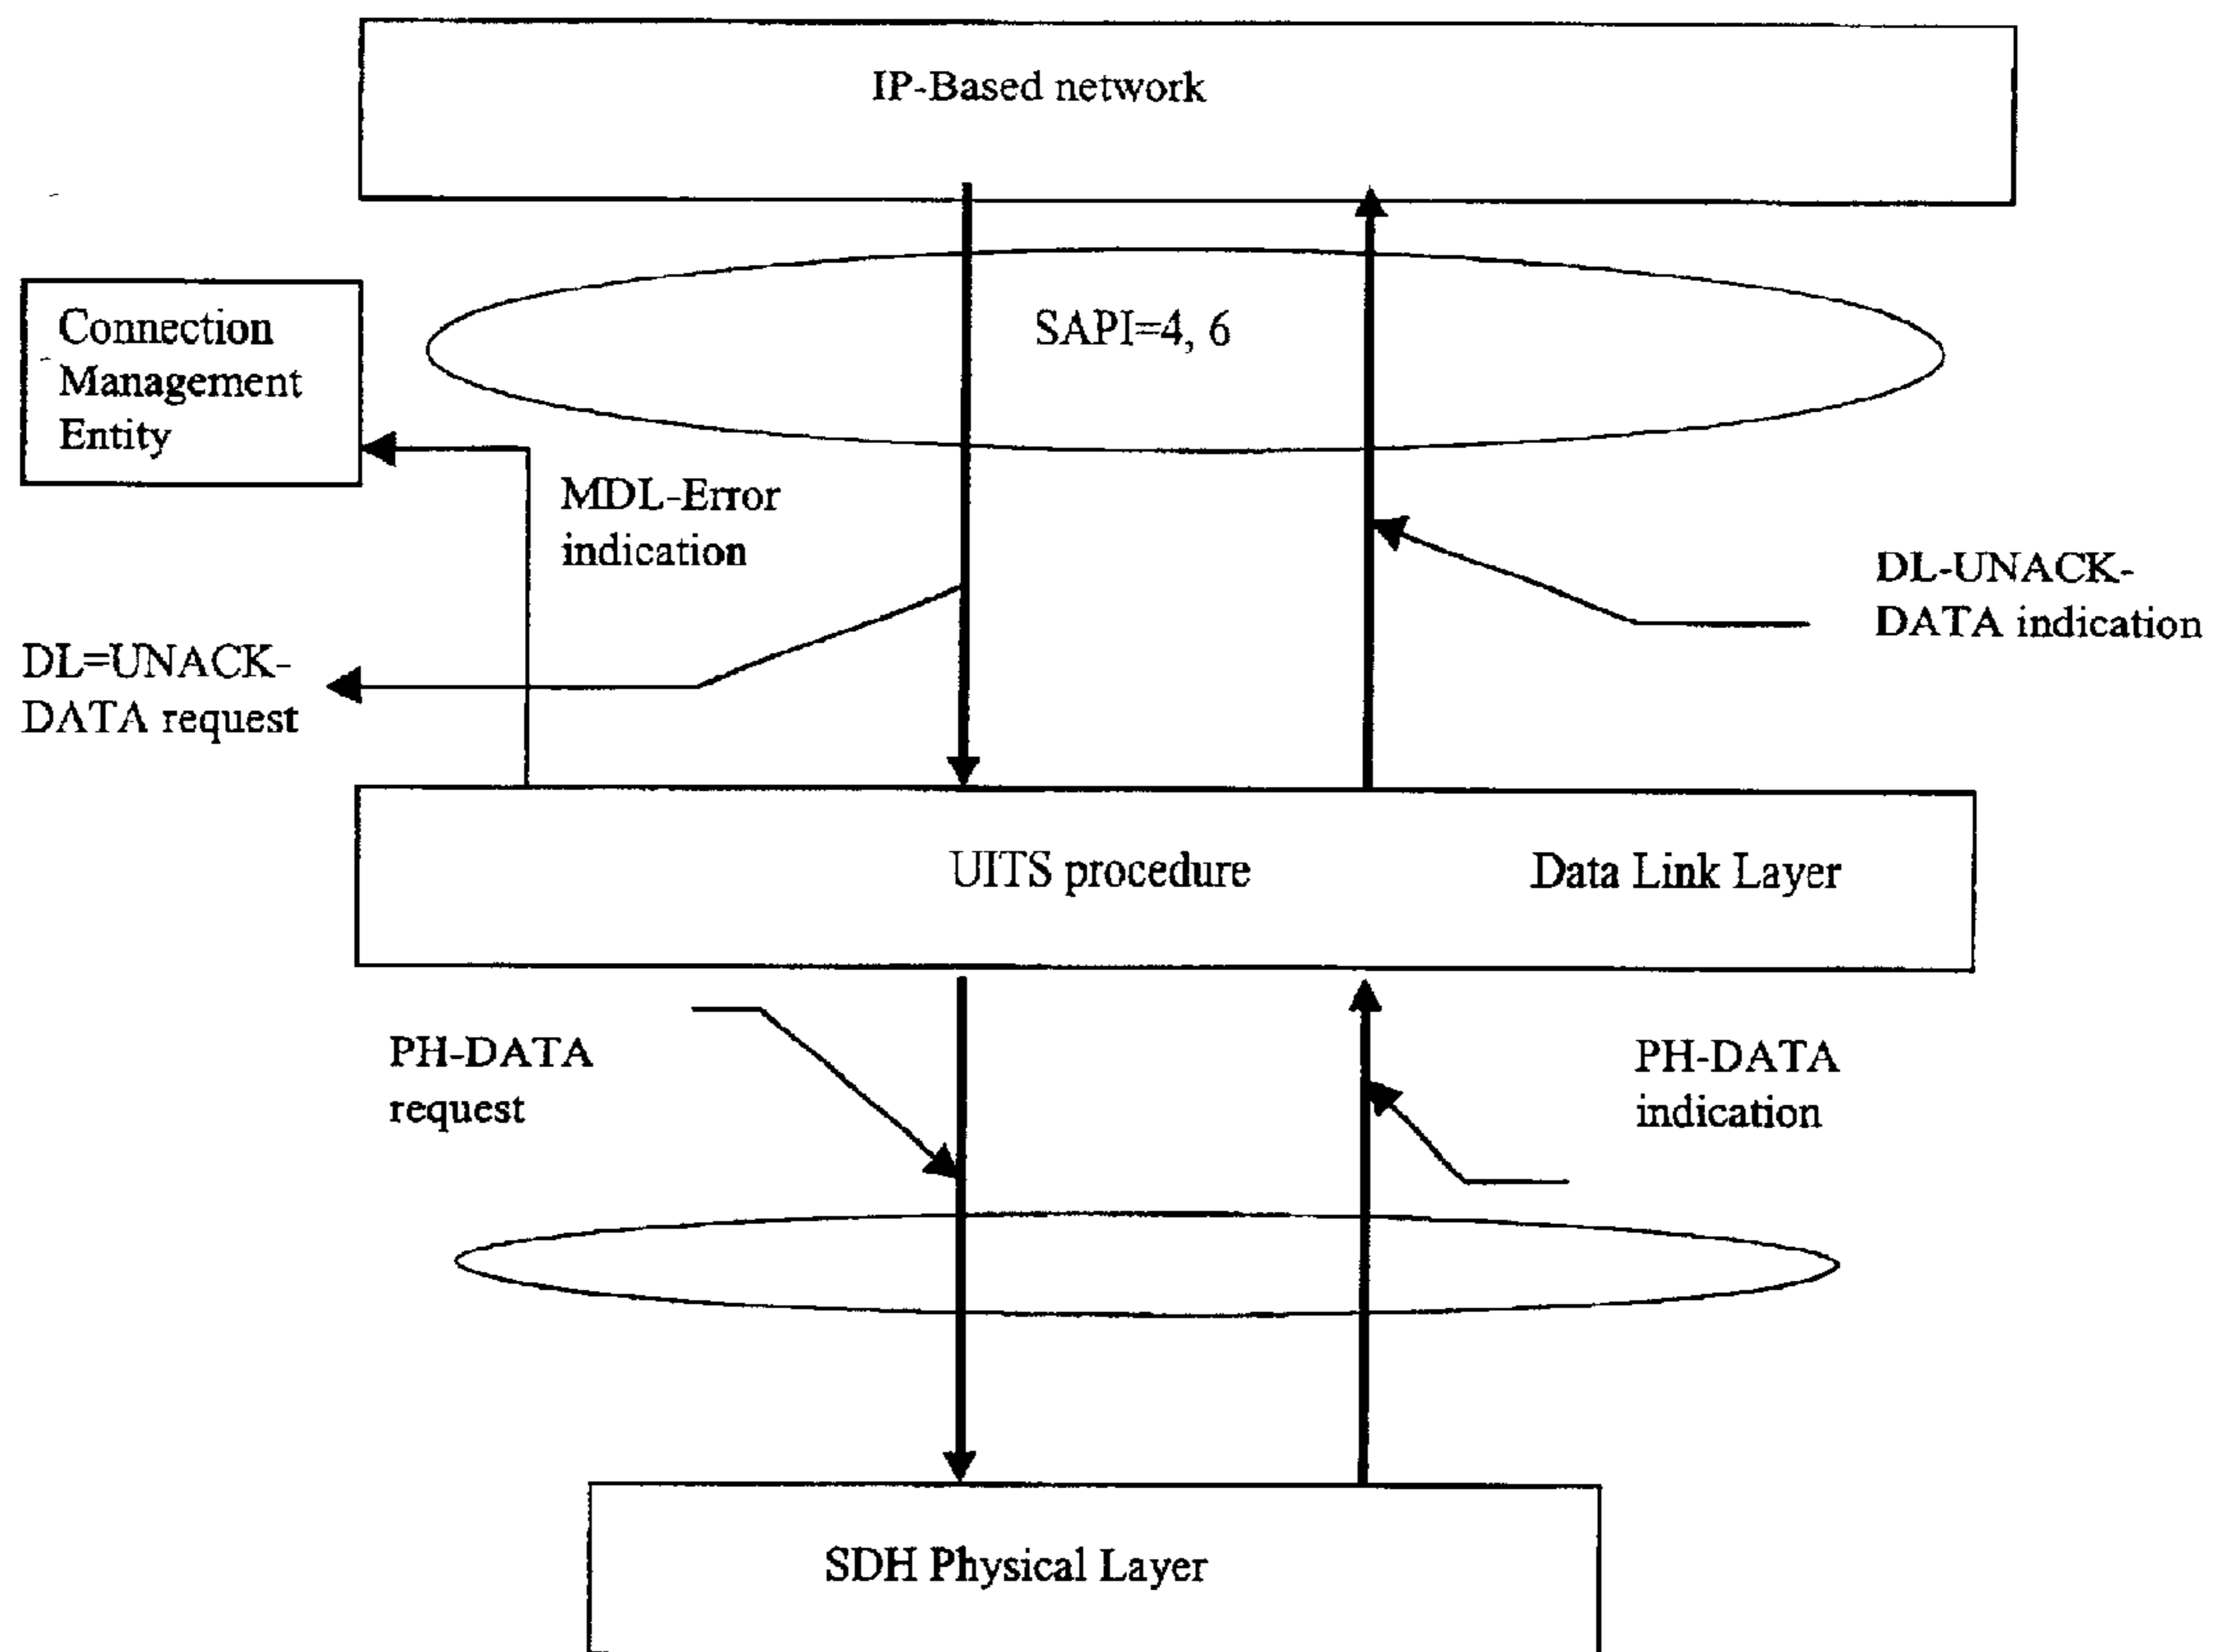 IP-Based network
SAPI=4, 6
Connection
Management
Entity
MDL-Error
indication
DL-UNACK-
DATA indication
DL=UNACK-
DATA request
UITS procedure
Data Link Layer
PH-DATA
request
PH-DATA
indication
SDH Physical Layer